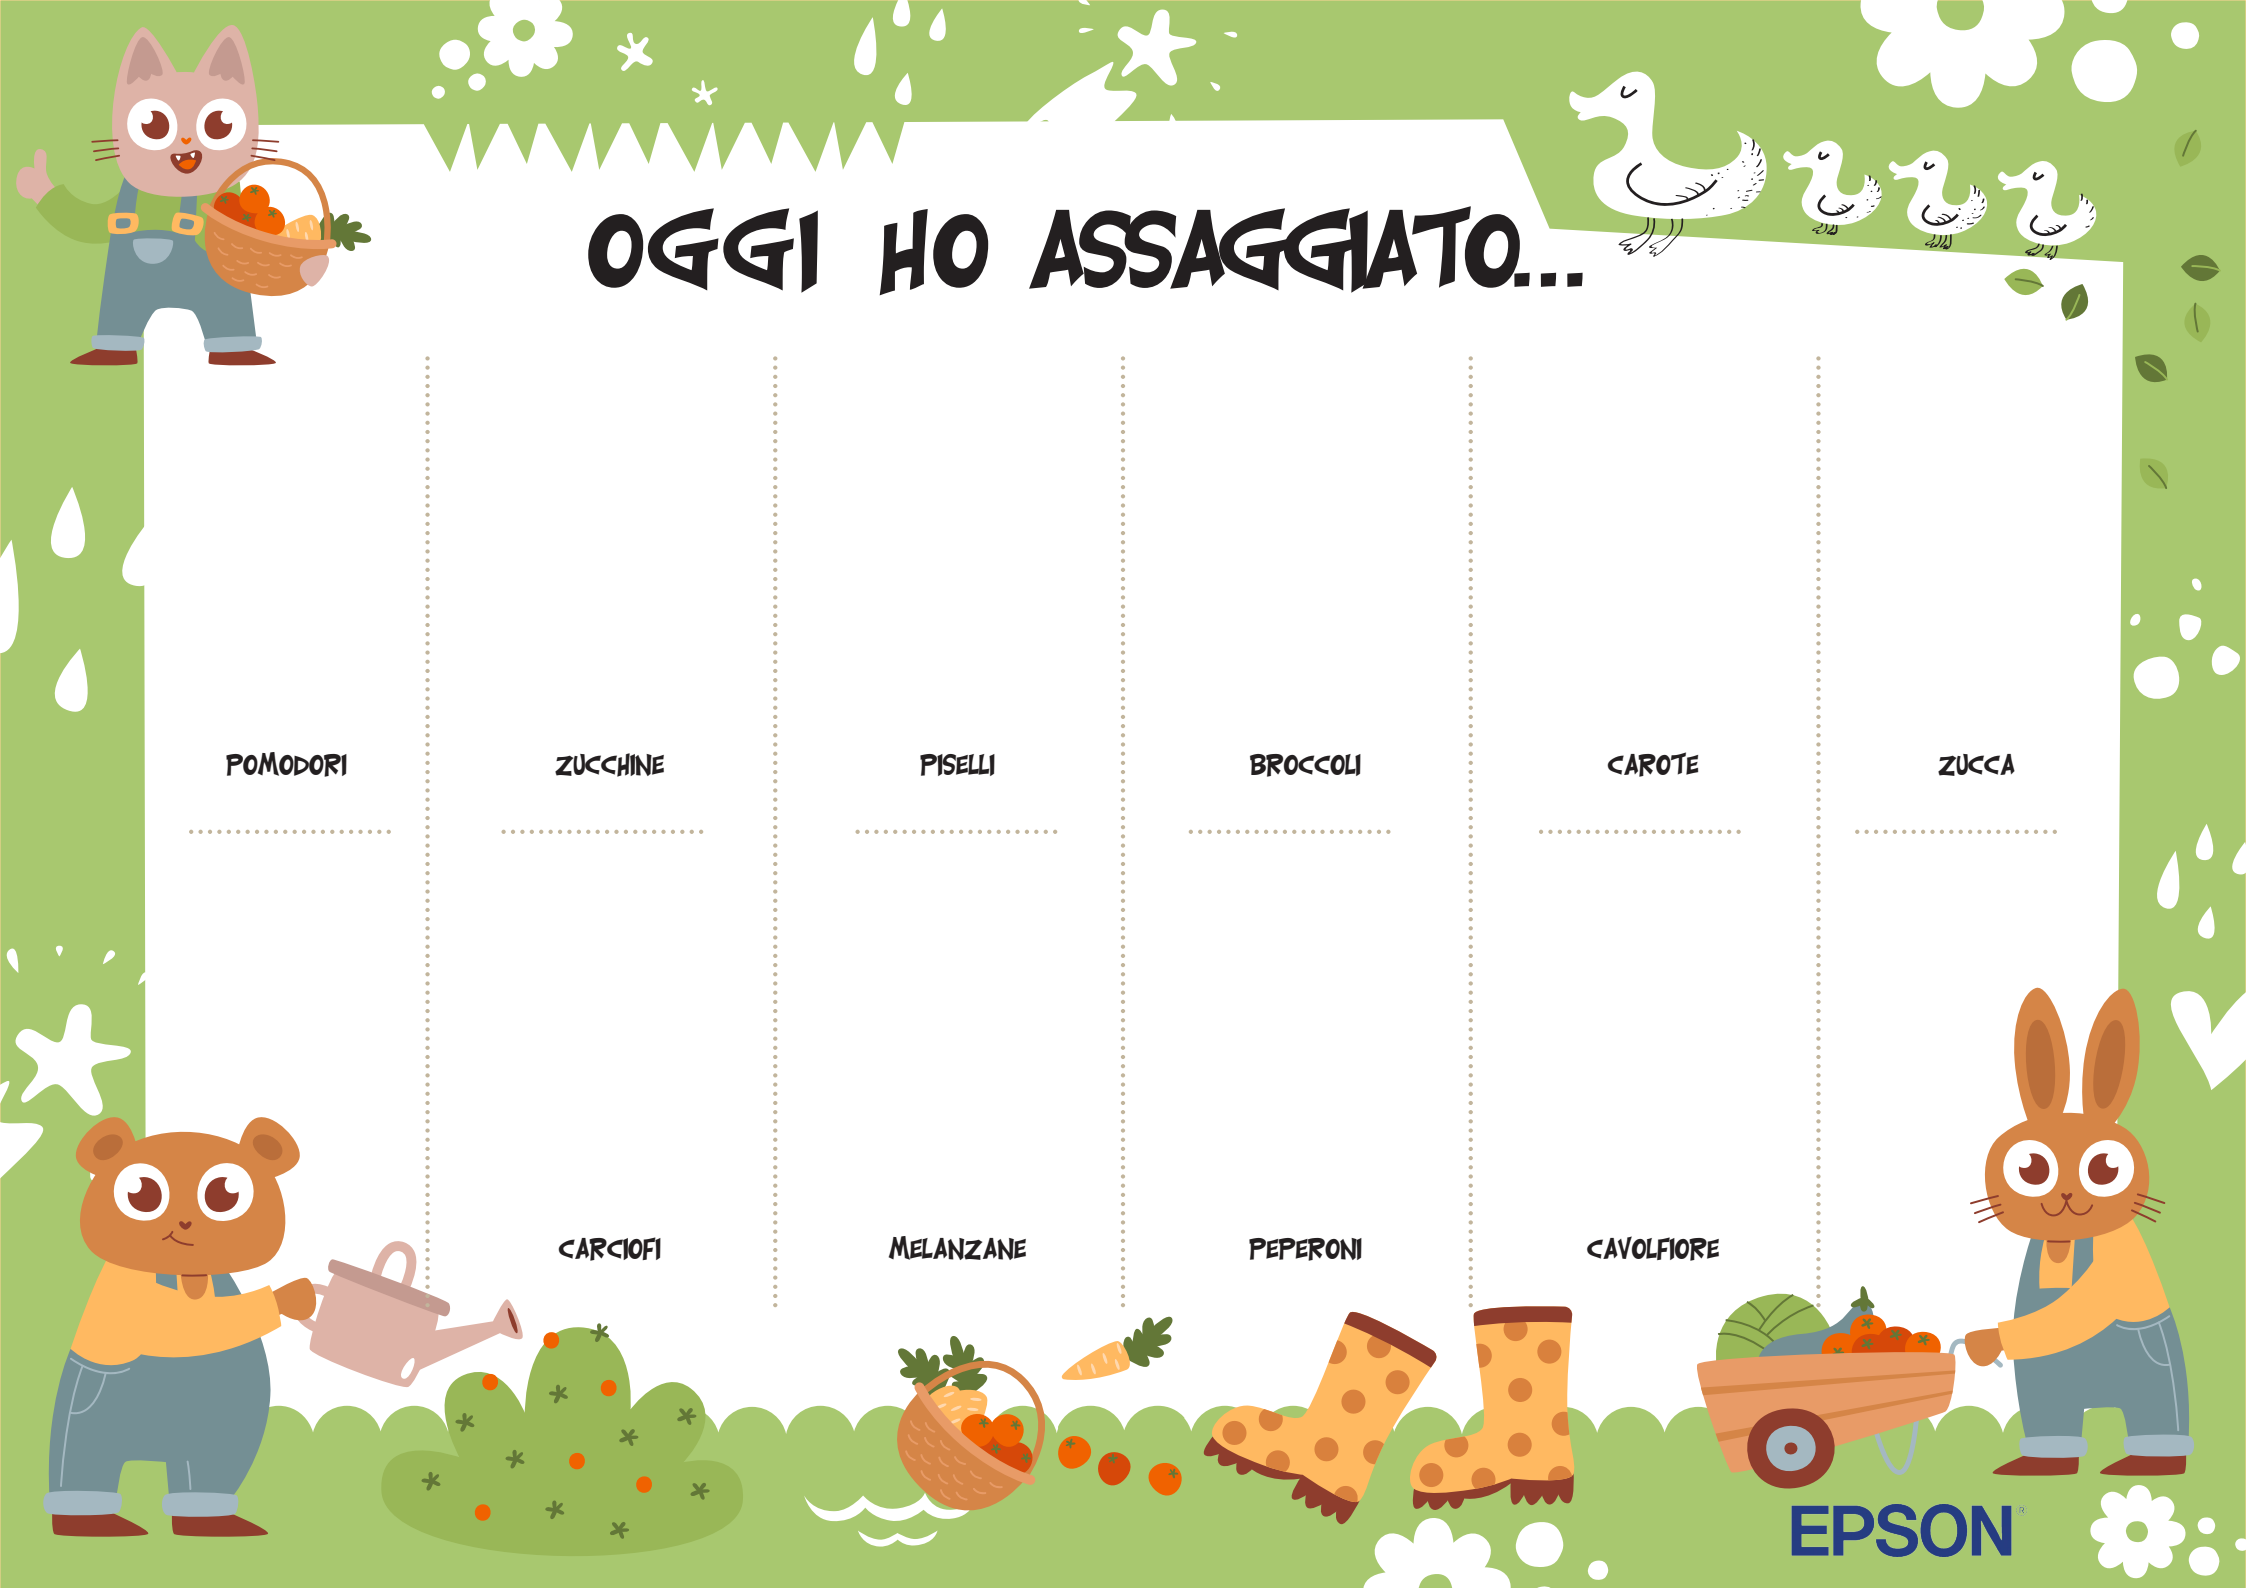 OGGI HO ASSAGGIATO...
POMODORI
ZUCCHINE
PISELLI
BROCCOLI
CAROTE
ZUCCA
CARCIOFI
MELANZANE
PEPERONI
CAVOLFIORE
EPSON®